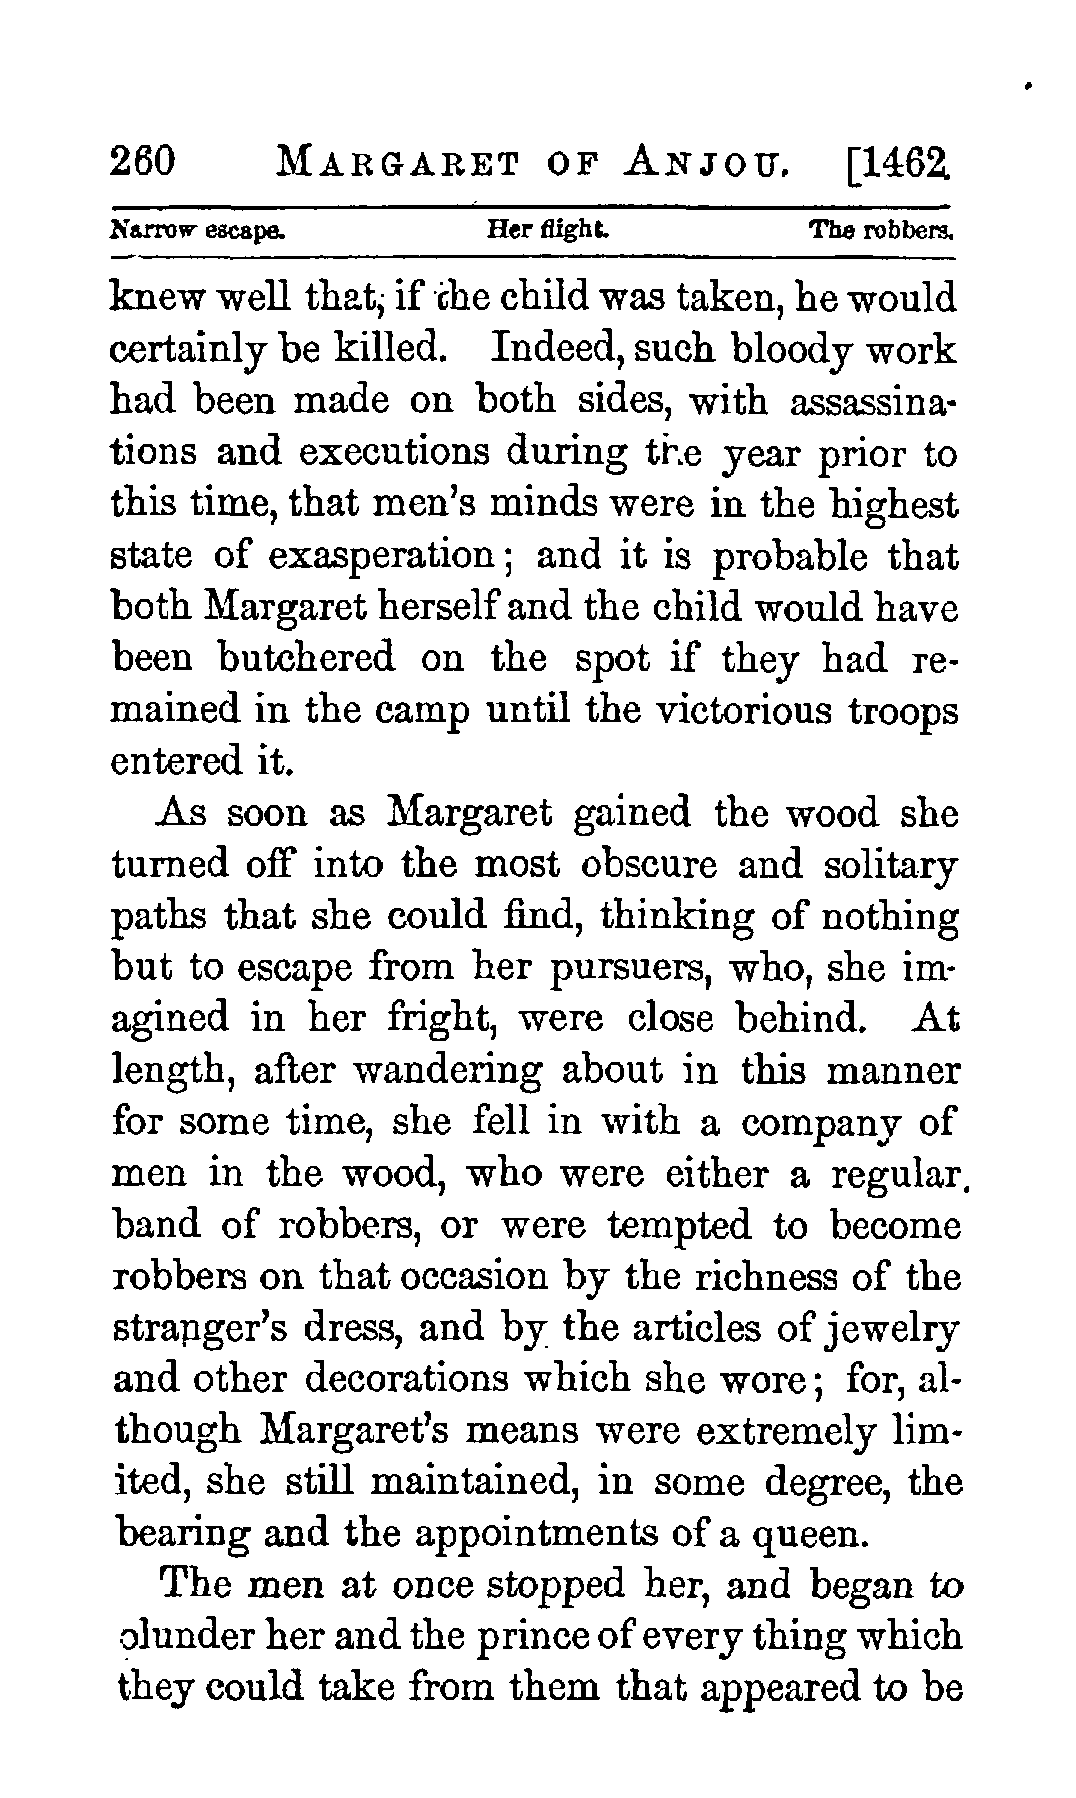 260 MARGARET OF ANJOU. [1462.
Narrow escape. Her flight. The robbers.
knew well that, if the child was taken, he would
certainly be killed. Indeed, such bloody work
had been made on both sides, with assassina-
tions and executions during the year prior to
this time, that men's minds were in the highest
state of exasperation; and it is probable that
both Margaret herself and the child would have
been butchered on the spot if they had re-
mained in the camp until the victorious troops
entered it.
As soon as Margaret gained the wood she
turned off into the most obscure and solitary
paths that she could find, thinking of nothing
but to escape from her pursuers, who, she im-
agined in her fright, were close behind. At
length, after wandering about in this manner
for some time, she fell in with a company of
men in the wood, who were either a regular
band of robbers, or were tempted to become
robbers on that occasion by the richness of the
stranger's dress, and by the articles of jewelry
and other decorations which she wore; for, al-
though Margaret's means were extremely lim-
ited, she still maintained, in some degree, the
bearing and the appointments of a queen.
The men at once stopped her, and began to
plunder her and the prince of every thing which
they could take from them that appeared to be